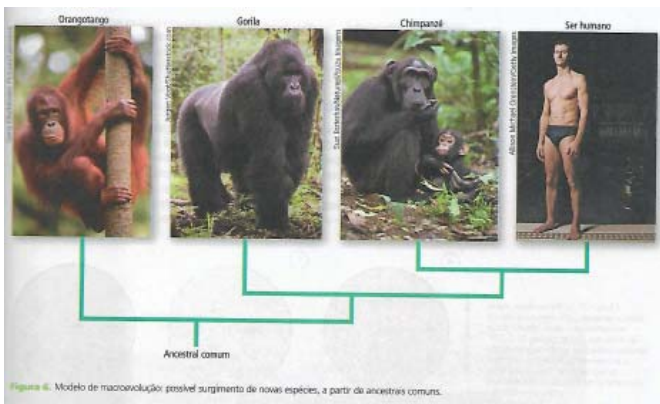 Orangotango
Gorila
Chimpanzé
Ser humano
Ancestral comum
Figura 6. Modelo de macroevolução: possível surgimento de novas espécies, a partir de ancestrais comuns.